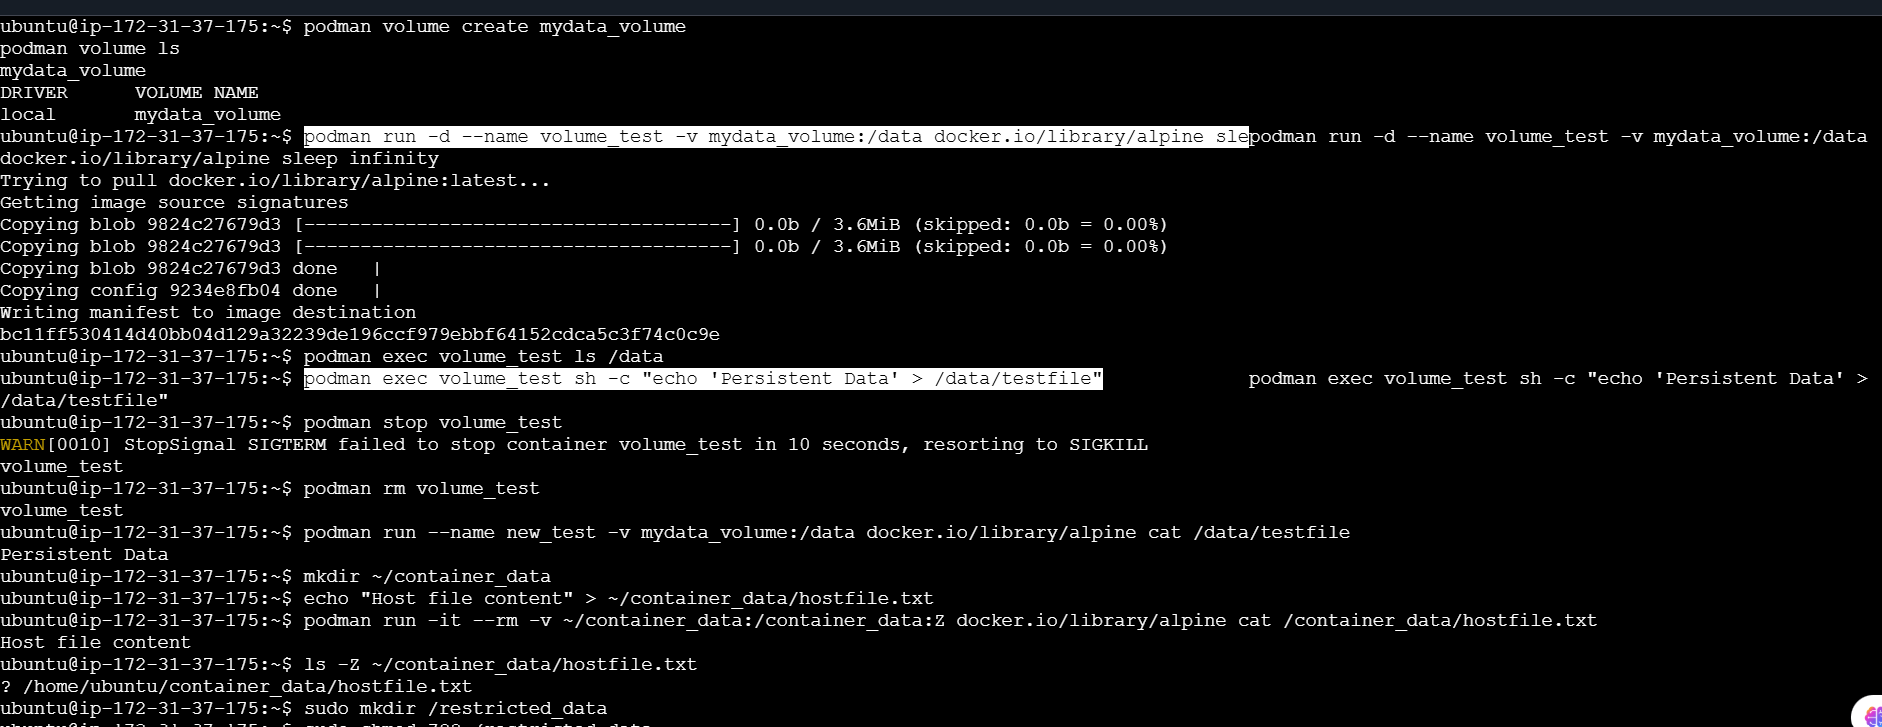 ubuntu@ip-172-31-37-175:~$ podman volume create mydata_volume
podman volume ls
mydata_volume
DRIVER      VOLUME NAME
local       mydata_volume
ubuntu@ip-172-31-37-175:~$ podman run -d --name volume_test -v mydata_volume:/data docker.io/library/alpine slepodman run -d --name volume_test -v mydata_volume:/data
docker.io/library/alpine sleep infinity
Trying to pull docker.io/library/alpine:latest...
Getting image source signatures
Copying blob 9824c27679d3 [--------------------------------------] 0.0b / 3.6MiB (skipped: 0.0b = 0.00%)
Copying blob 9824c27679d3 [--------------------------------------] 0.0b / 3.6MiB (skipped: 0.0b = 0.00%)
Copying blob 9824c27679d3 done   |
Copying config 9234e8fb04 done   |
Writing manifest to image destination
bc11ff530414d40bb04d129a32239de196ccf979ebbf64152cdca5c3f74c0c9e
ubuntu@ip-172-31-37-175:~$ podman exec volume_test ls /data
ubuntu@ip-172-31-37-175:~$ podman exec volume_test sh -c "echo 'Persistent Data' > /data/testfile"             podman exec volume_test sh -c "echo 'Persistent Data' >
/data/testfile"
ubuntu@ip-172-31-37-175:~$ podman stop volume_test
WARN[0010] StopSignal SIGTERM failed to stop container volume_test in 10 seconds, resorting to SIGKILL
volume_test
ubuntu@ip-172-31-37-175:~$ podman rm volume_test
volume_test
ubuntu@ip-172-31-37-175:~$ podman run --name new_test -v mydata_volume:/data docker.io/library/alpine cat /data/testfile
Persistent Data
ubuntu@ip-172-31-37-175:~$ mkdir ~/container_data
ubuntu@ip-172-31-37-175:~$ echo "Host file content" > ~/container_data/hostfile.txt
ubuntu@ip-172-31-37-175:~$ podman run -it --rm -v ~/container_data:/container_data:Z docker.io/library/alpine cat /container_data/hostfile.txt
Host file content
ubuntu@ip-172-31-37-175:~$ ls -Z ~/container_data/hostfile.txt
? /home/ubuntu/container_data/hostfile.txt
ubuntu@ip-172-31-37-175:~$ sudo mkdir /restricted_data